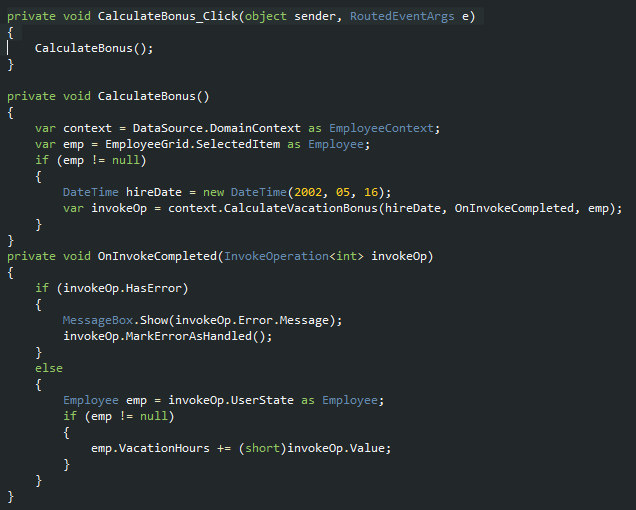 private void CalculateBonus_Click(object sender, RoutedEventArgs e)
{
    CalculateBonus();
}

private void CalculateBonus()
{
    var context = DataSource.DomainContext as EmployeeContext;
    var emp = EmployeeGrid.SelectedItem as Employee;
    if (emp != null)
    {
        DateTime hireDate = new DateTime(2002, 05, 16);
        var invokeOp = context.CalculateVacationBonus(hireDate, OnInvokeCompleted, emp);
    }
}
private void OnInvokeCompleted(InvokeOperation<int> invokeOp)
{
    if (invokeOp.HasError)
    {
        MessageBox.Show(invokeOp.Error.Message);
        invokeOp.MarkErrorAsHandled();
    }
    else
    {
        Employee emp = invokeOp.UserState as Employee;
        if (emp != null)
        {
            emp.VacationHours += (short)invokeOp.Value;
        }
    }
}